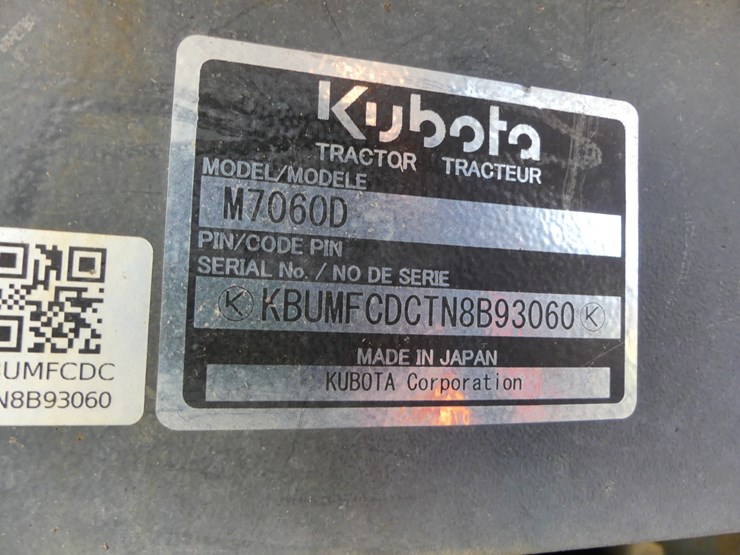 Kubota
TRACTOR TRACTEUR
MODEL/MODELE
M7060D
PIN/CODE PIN
SERIAL No. / NO DE SERIE
Ⓚ KBUMFCDCTN8B93060 Ⓚ
MADE IN JAPAN
KUBOTA Corporation
UMFCDC
N8B93060